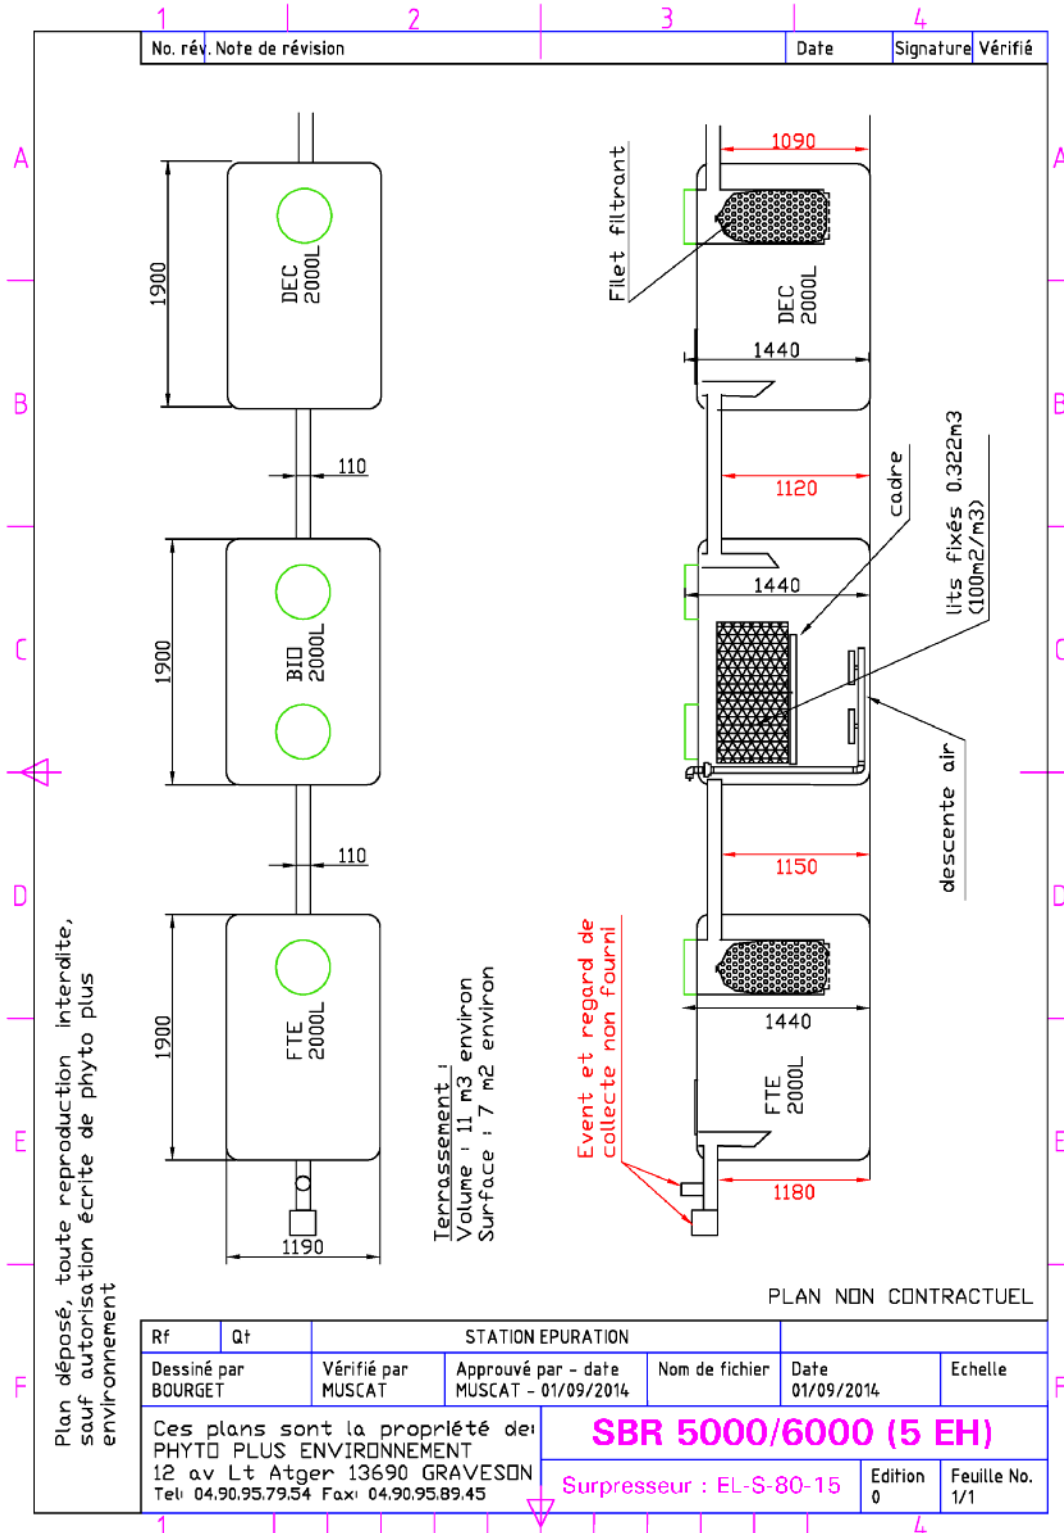 1
2
3
4
No. rév.
Note de révision
Date
Signature
Vérifié
A
A
B
B
C
C
D
D
E
E
F
F
1900
DEC
2000L
110
1900
BIO
2000L
110
1900
FTE
2000L
1190
Terrassement :
Volume : 11 m3 environ
Surface : 7 m2 environ
Filet filtrant
1090
DEC
2000L
1440
1120
cadre
lits fixés 0.322m3
(100m2/m3)
1440
descente air
1150
Event et regard de
collecte non fourni
1440
FTE
2000L
1180
PLAN NON CONTRACTUEL
Plan déposé, toute reproduction interdite,
sauf autorisation écrite de phyto plus
environnement
Rf
Qt
STATION EPURATION
Dessiné par
BOURGET
Vérifié par
MUSCAT
Approuvé par - date
MUSCAT - 01/09/2014
Nom de fichier
Date
01/09/2014
Echelle
Ces plans sont la propriété de:
PHYTO PLUS ENVIRONNEMENT
12 av Lt Atger 13690 GRAVESON
Tel: 04.90.95.79.54 Fax: 04.90.95.89.45
SBR 5000/6000 (5 EH)
Surpresseur : EL-S-80-15
Edition
0
Feuille No.
1/1
1
4